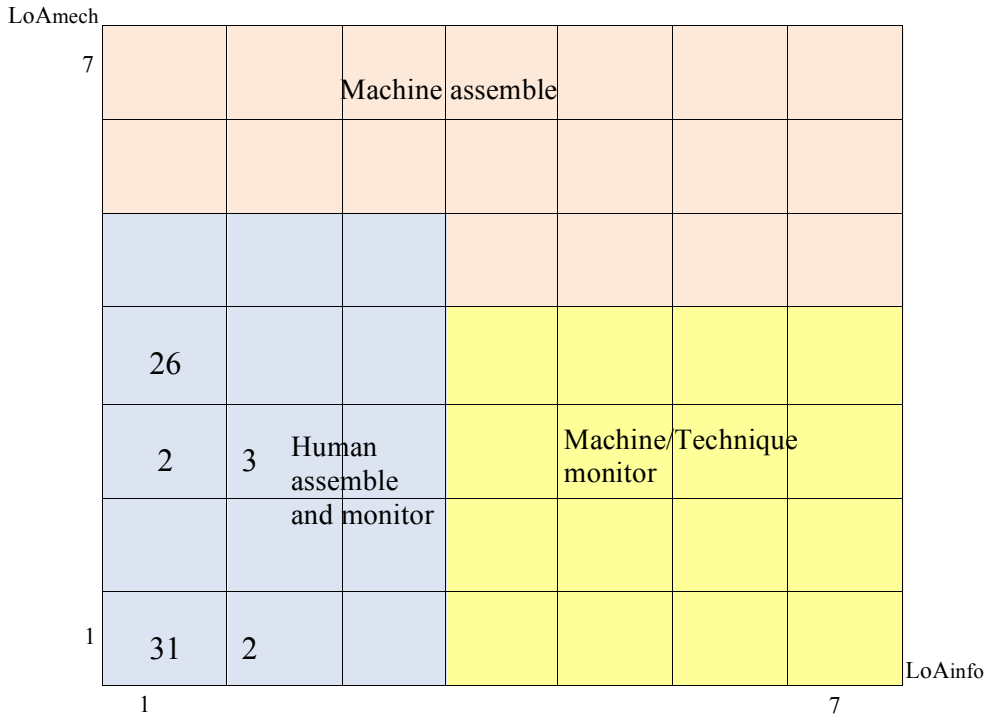 LoAmech
7
Machine assemble
26
2 3
Human
assemble
and monitor
Machine/Technique
monitor
1
31 2
LoAinfo
1 7